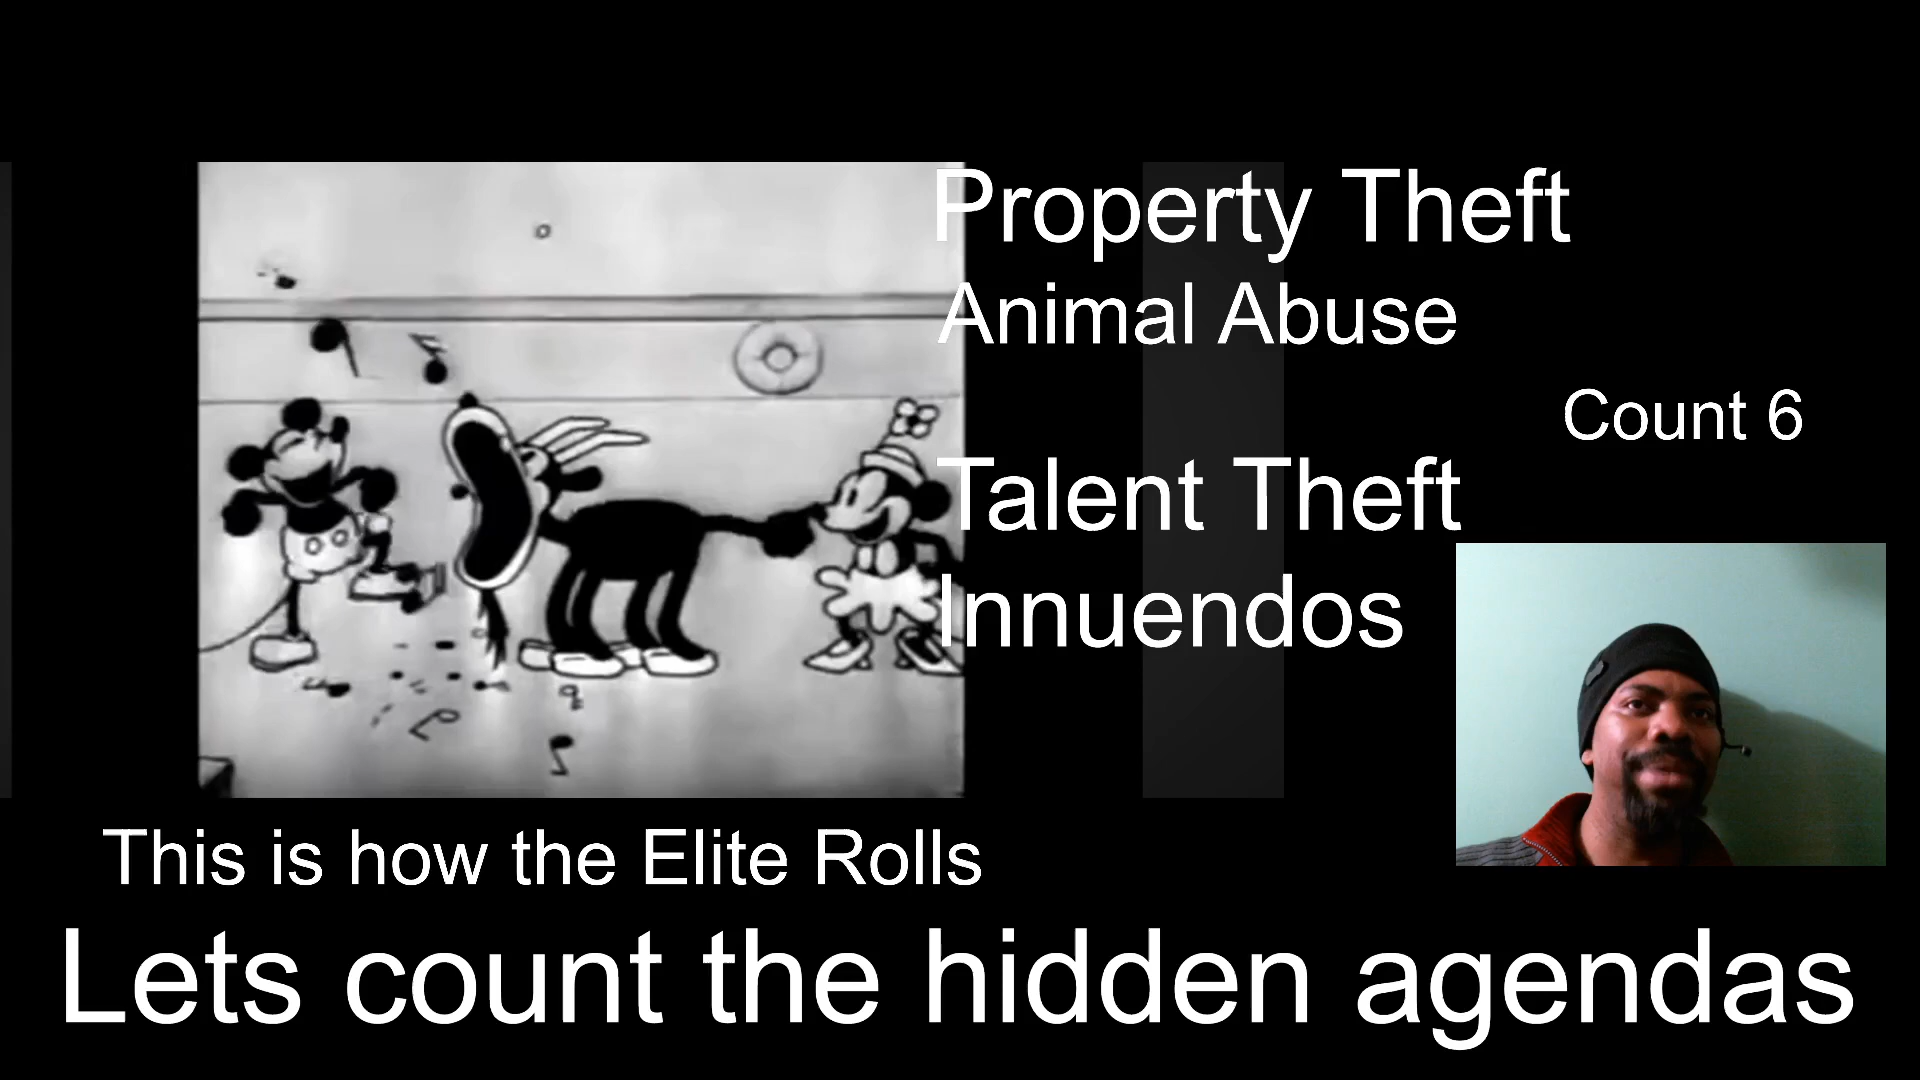 Property Theft
Animal Abuse
Count 6
Talent Theft
Innuendos
This is how the Elite Rolls
Lets count the hidden agendas